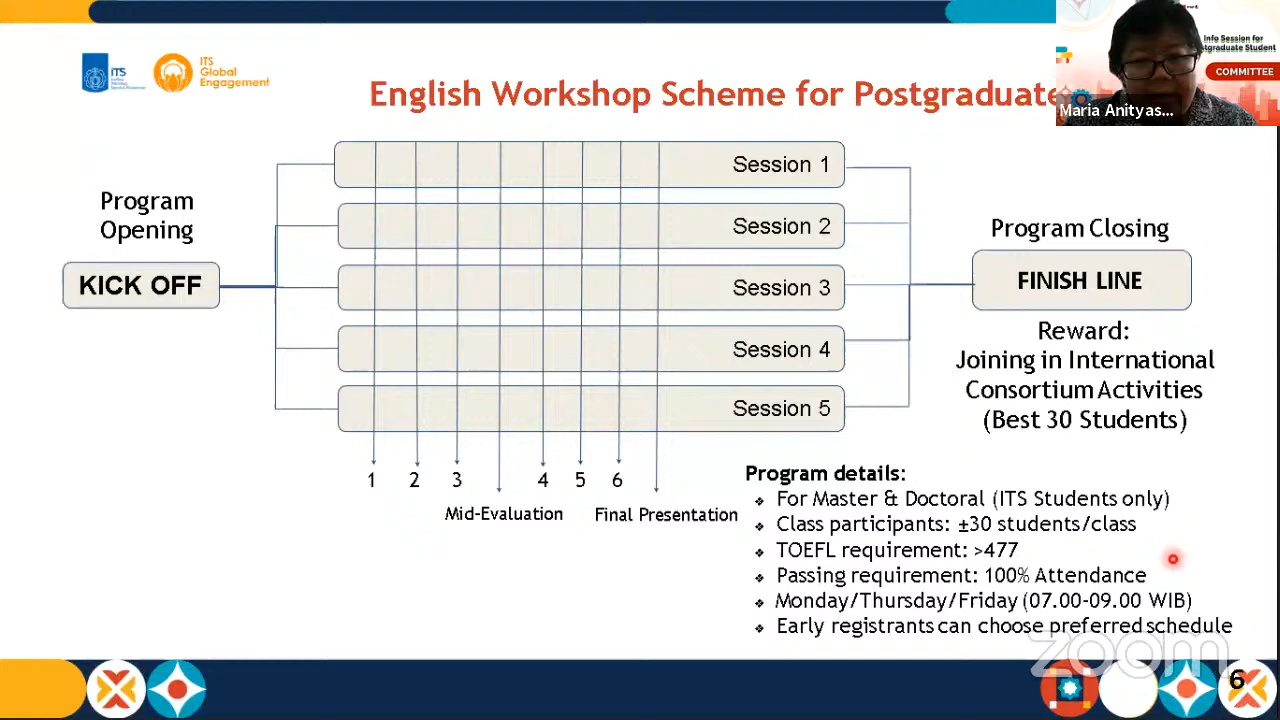 ITS
ITS
Global
Engagement
English Workshop Scheme for Postgraduate
Info Session for
tgraduate Student
COMMITTEE
Maria Anityas...
Program
Opening
KICK OFF
Session 1
Session 2
Session 3
Session 4
Session 5
1 2 3 4 5 6
Mid-Evaluation Final Presentation
Program Closing
FINISH LINE
Reward:
Joining in International
Consortium Activities
(Best 30 Students)
Program details:
❖ For Master & Doctoral (ITS Students only)
❖ Class participants: ±30 students/class
❖ TOEFL requirement: >477
❖ Passing requirement: 100% Attendance
❖ Monday/Thursday/Friday (07.00-09.00 WIB)
❖ Early registrants can choose preferred schedule
zoom
6